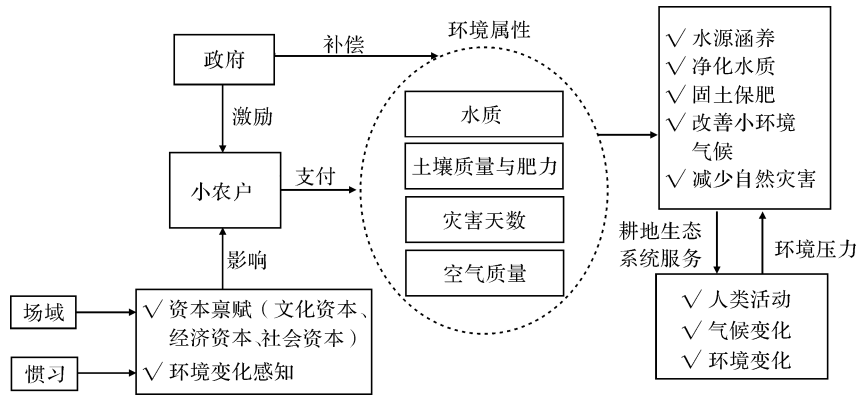 环境属性
补偿
政府
激励
小农户
支付
影响
水质
土壤质量与肥力
灾害天数
空气质量
√ 水源涵养
√ 净化水质
√ 固土保肥
√ 改善小环境
气候
√ 减少自然灾害
耕地生态
系统服务
环境压力
√ 人类活动
√ 气候变化
√ 环境变化
场域
惯习
√ 资本禀赋（文化资本、
经济资本、社会资本）
√ 环境变化感知